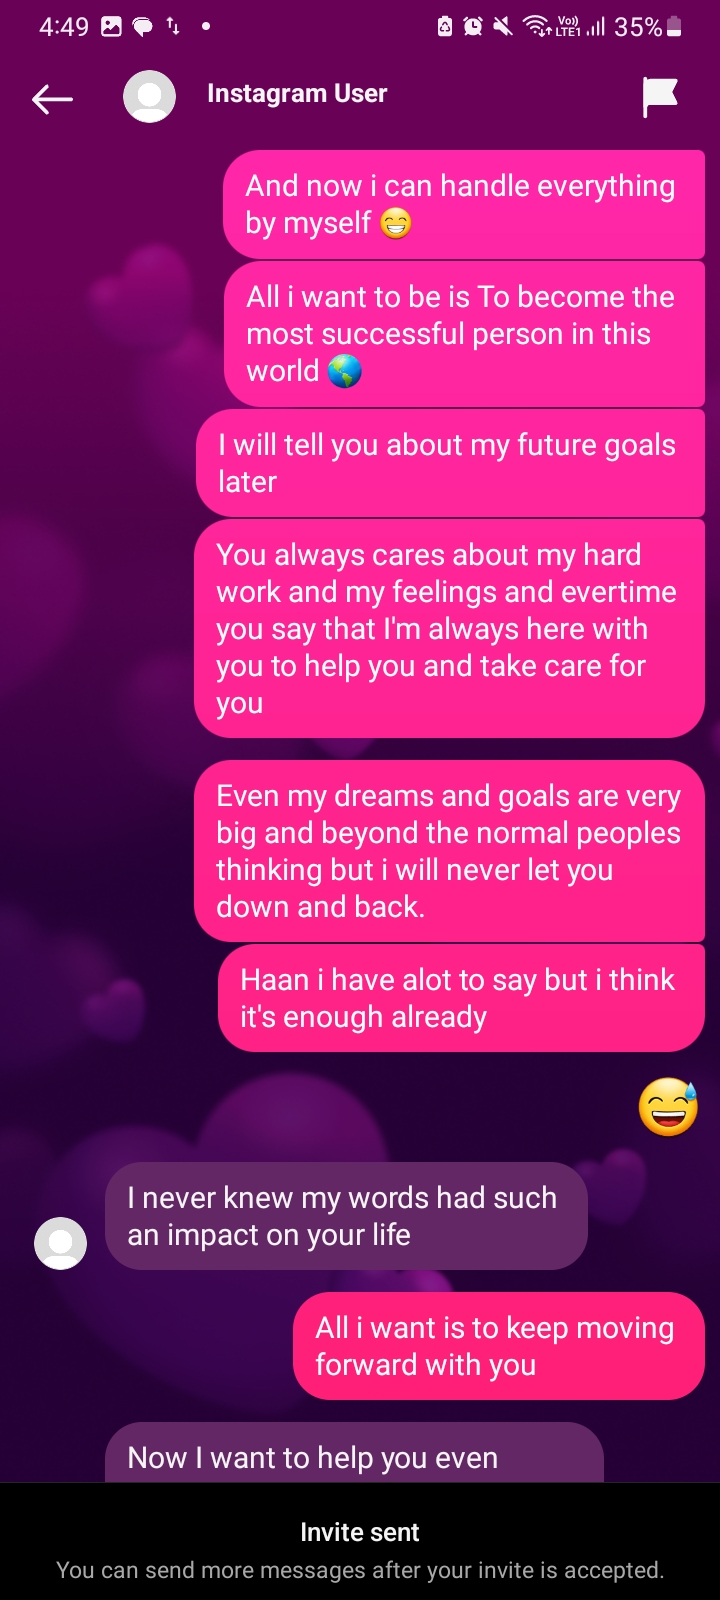 4:49
Vo))
LTE1
35%
Instagram User
And now i can handle everything
by myself 😁
All i want to be is To become the
most successful person in this
world 🌎
I will tell you about my future goals
later
You always cares about my hard
work and my feelings and evertime
you say that I'm always here with
you to help you and take care for
you
Even my dreams and goals are very
big and beyond the normal peoples
thinking but i will never let you
down and back.
Haan i have alot to say but i think
it's enough already
😅
I never knew my words had such
an impact on your life
All i want is to keep moving
forward with you
Now I want to help you even
Invite sent
You can send more messages after your invite is accepted.